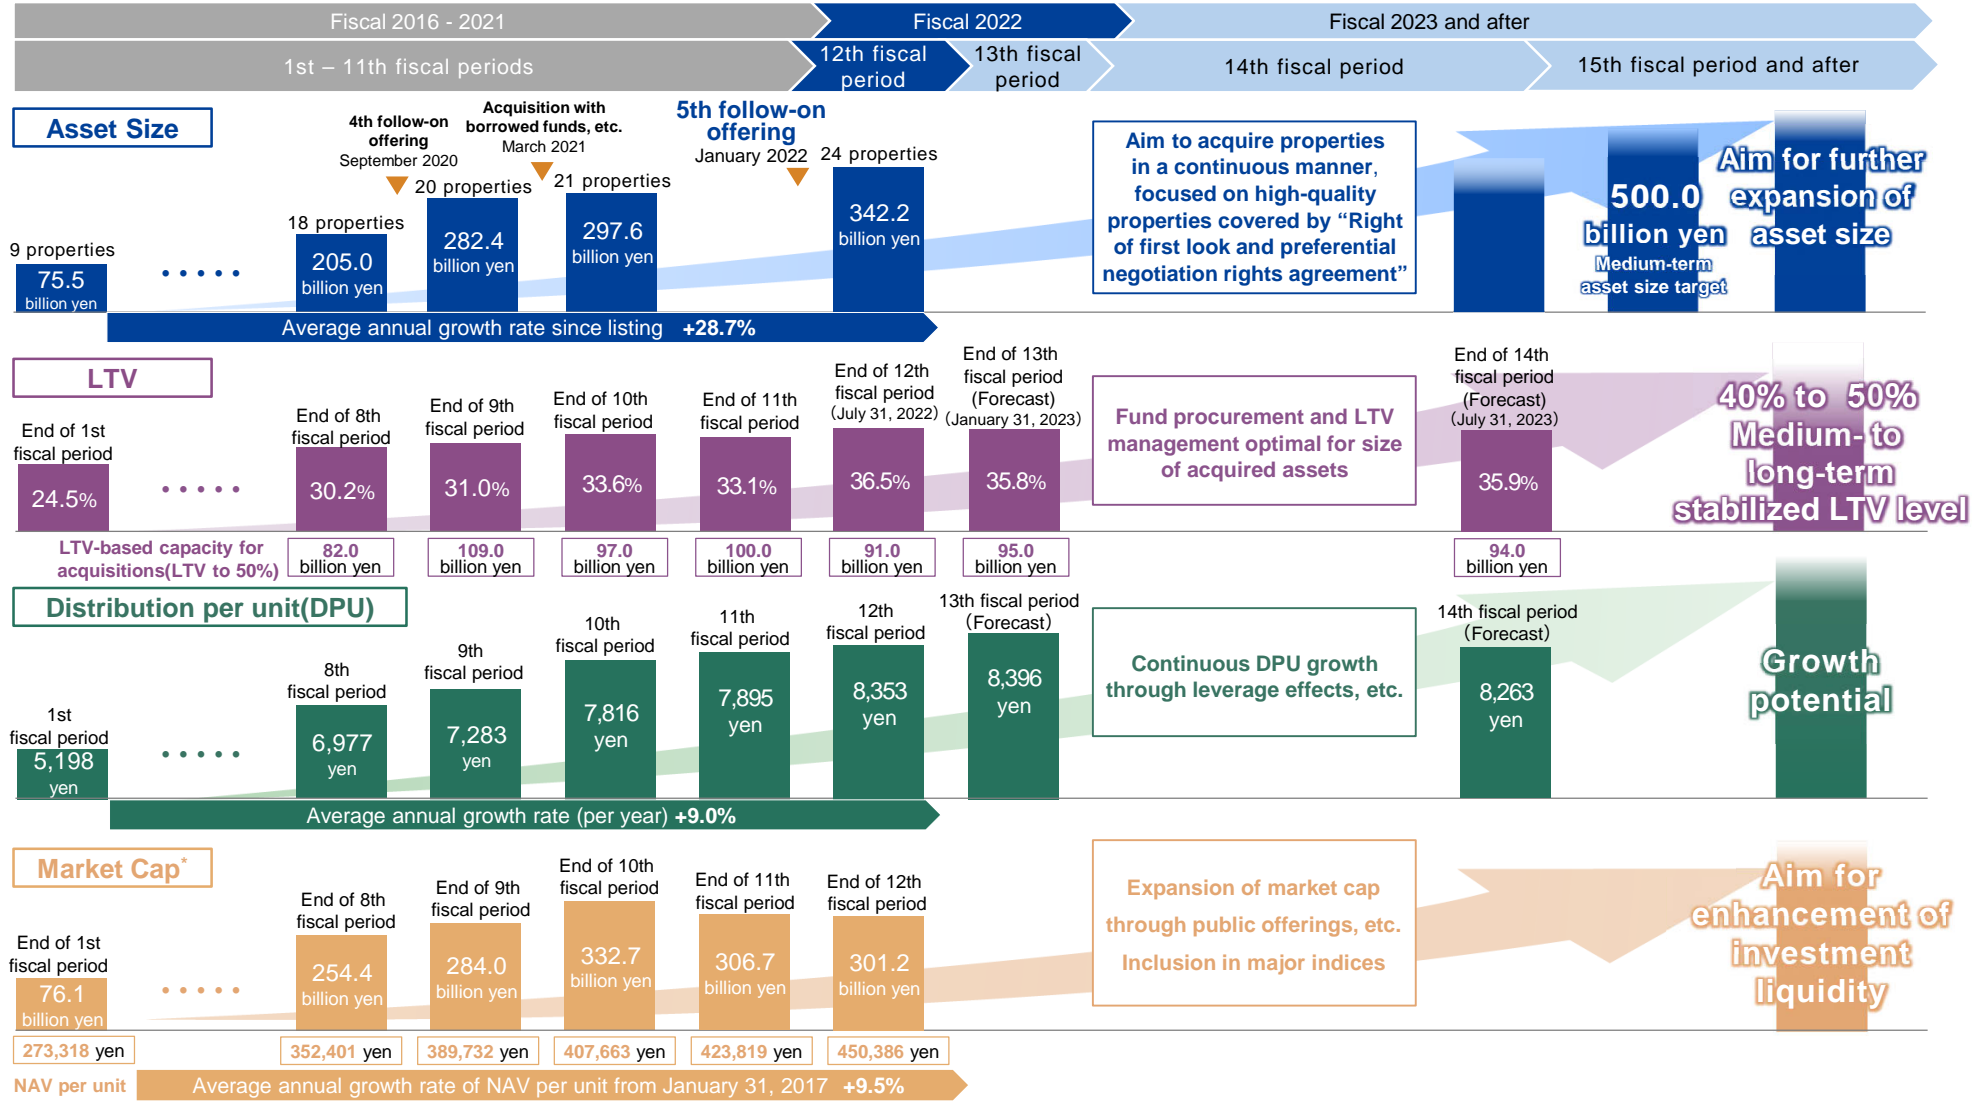 Fiscal 2016 - 2021
Fiscal 2022
Fiscal 2023 and after
1st – 11th fiscal periods
12th fiscal
period
13th fiscal
period
14th fiscal period
15th fiscal period and after
Asset Size
9 properties
75.5
billion yen
• • • • •
18 properties
205.0
billion yen
4th follow-on
offering
September 2020
20 properties
282.4
billion yen
Acquisition with
borrowed funds, etc.
March 2021
21 properties
297.6
billion yen
5th follow-on
offering
January 2022
24 properties
342.2
billion yen
Aim to acquire properties
in a continuous manner,
focused on high-quality
properties covered by “Right
of first look and preferential
negotiation rights agreement”
500.0
billion yen
Medium-term
asset size target
Aim for further
expansion of
asset size
Average annual growth rate since listing +28.7%
LTV
End of 1st
fiscal period
24.5%
• • • • •
End of 8th
fiscal period
30.2%
End of 9th
fiscal period
31.0%
End of 10th
fiscal period
33.6%
End of 11th
fiscal period
33.1%
End of 12th
fiscal period
(July 31, 2022)
36.5%
End of 13th
fiscal period
(Forecast)
(January 31, 2023)
35.8%
Fund procurement and LTV
management optimal for size
of acquired assets
End of 14th
fiscal period
(Forecast)
(July 31, 2023)
35.9%
40% to 50%
Medium- to
long-term
stabilized LTV level
LTV-based capacity for
acquisitions(LTV to 50%)
82.0
billion yen
109.0
billion yen
97.0
billion yen
100.0
billion yen
91.0
billion yen
95.0
billion yen
94.0
billion yen
Distribution per unit(DPU)
1st
fiscal period
5,198
yen
• • • • •
8th
fiscal period
6,977
yen
9th
fiscal period
7,283
yen
10th
fiscal period
7,816
yen
11th
fiscal period
7,895
yen
12th
fiscal period
8,353
yen
13th fiscal period
(Forecast)
8,396
yen
Continuous DPU growth
through leverage effects, etc.
14th fiscal period
(Forecast)
8,263
yen
Growth
potential
Average annual growth rate (per year) +9.0%
Market Cap*
End of 1st
fiscal period
76.1
billion yen
• • • • •
End of 8th
fiscal period
254.4
billion yen
End of 9th
fiscal period
284.0
billion yen
End of 10th
fiscal period
332.7
billion yen
End of 11th
fiscal period
306.7
billion yen
End of 12th
fiscal period
301.2
billion yen
Expansion of market cap
through public offerings, etc.
Inclusion in major indices
Aim for
enhancement of
investment
liquidity
273,318 yen
352,401 yen
389,732 yen
407,663 yen
423,819 yen
450,386 yen
NAV per unit
Average annual growth rate of NAV per unit from January 31, 2017 +9.5%